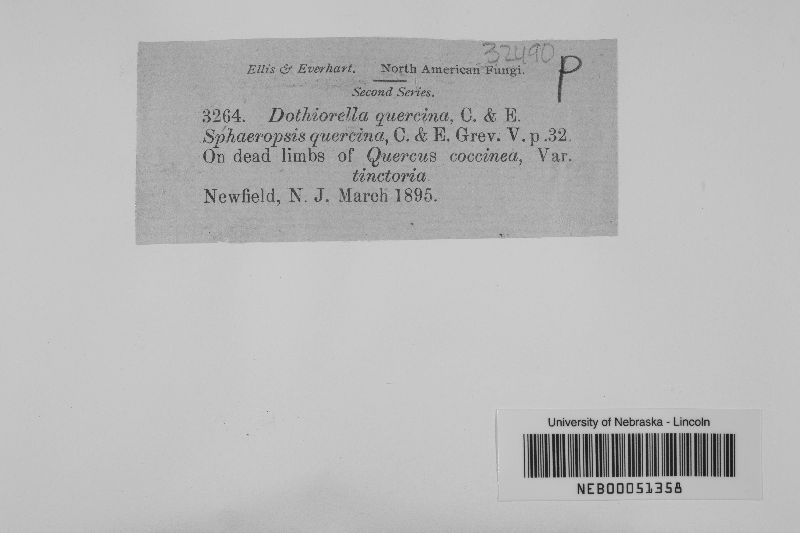 32490
Ellis & Everhart. North American Fungi. P
Second Series.
3264. Dothiorella quercina, C. & E.
Sphaeropsis quercina, C. & E. Grev. V. p .32.
On dead limbs of Quercus coccinea, Var.
tinctoria.
Newfield, N. J. March 1895.
University of Nebraska - Lincoln
NEB00051358